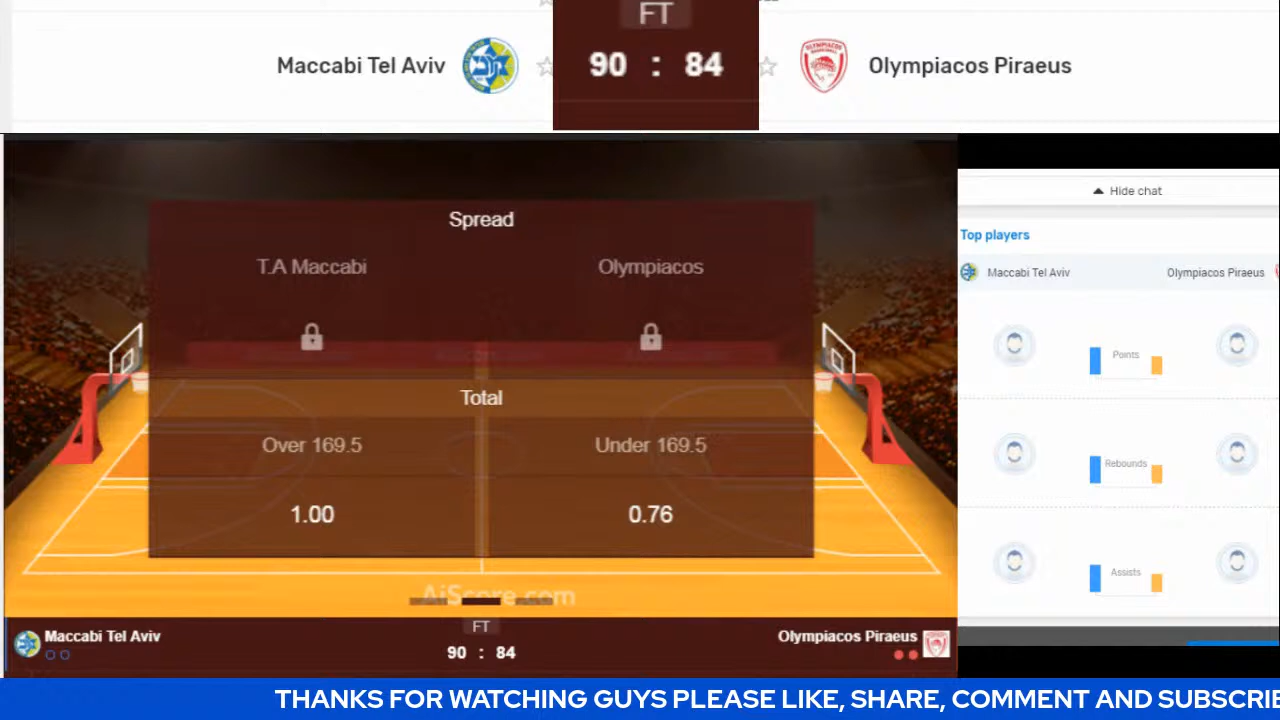 FT
Maccabi Tel Aviv 90 : 84 Olympiacos Piraeus
Hide chat
Spread
Top players
T.A Maccabi Olympiacos
Maccabi Tel Aviv Olympiacos Piraeus
Points
Total
Over 169.5 Under 169.5
Rebounds
1.00 0.76
Assists
AiScore.com
FT
Maccabi Tel Aviv Olympiacos Piraeus
90 : 84
THANKS FOR WATCHING GUYS PLEASE LIKE, SHARE, COMMENT AND SUBSCRIBE